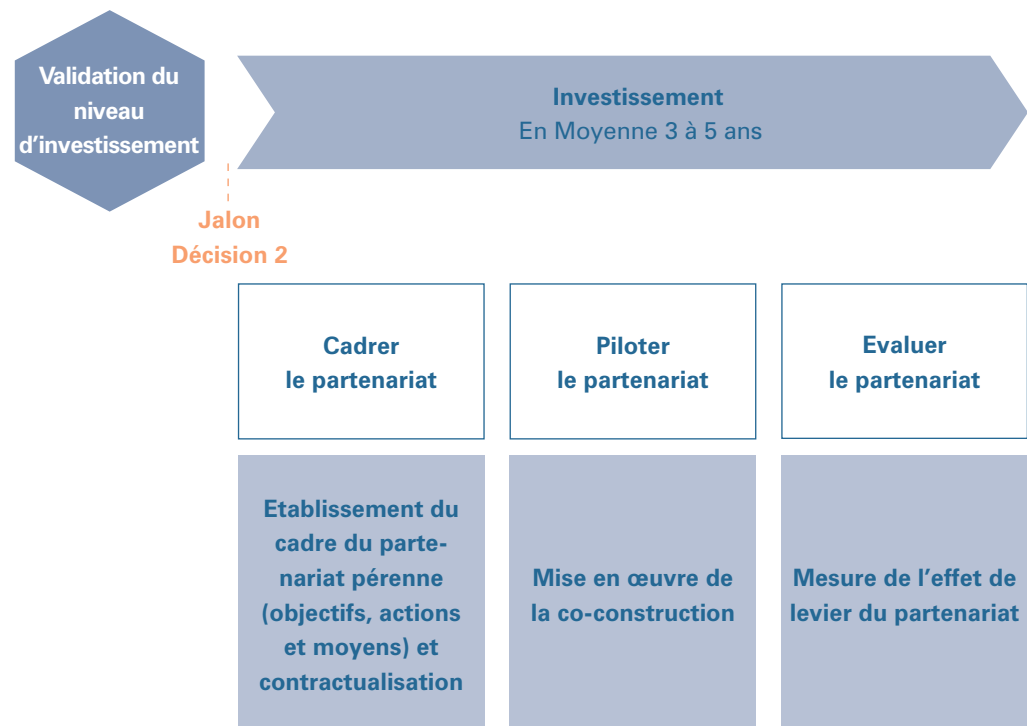 Validation du
niveau
d'investissement
Investissement
En Moyenne 3 à 5 ans
Jalon
Décision 2
Cadrer
le partenariat
Piloter
le partenariat
Evaluer
le partenariat
Etablissement du
cadre du parte-
nariat pérenne
(objectifs, actions
et moyens) et
contractualisation
Mise en œuvre de
la co-construction
Mesure de l'effet de
levier du partenariat